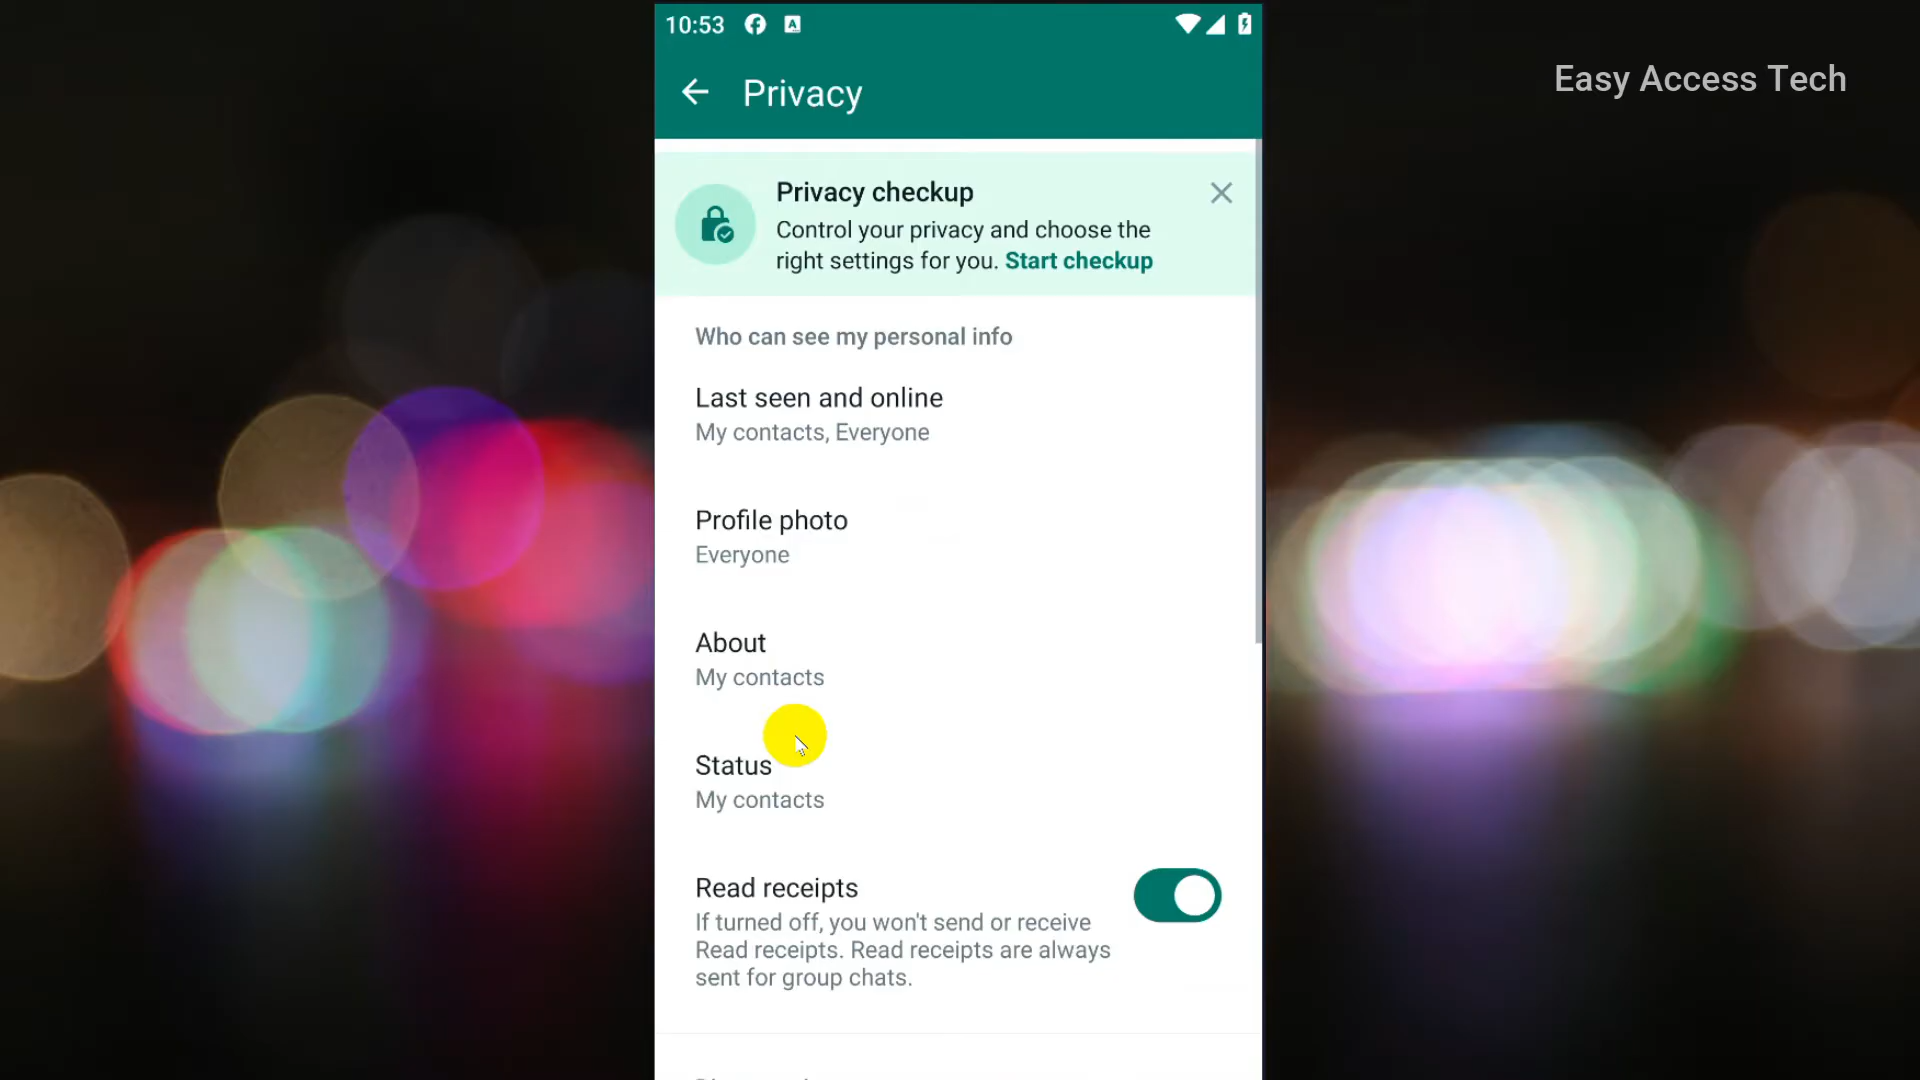 10:53
Easy Access Tech
Privacy
Privacy checkup
Control your privacy and choose the
right settings for you. Start checkup
Who can see my personal info
Last seen and online
My contacts, Everyone
Profile photo
Everyone
About
My contacts
Status
My contacts
Read receipts
If turned off, you won't send or receive
Read receipts. Read receipts are always
sent for group chats.